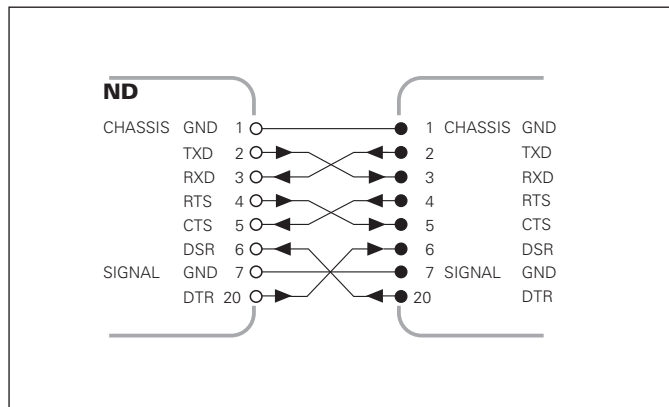 ND
CHASSIS GND 1 1 CHASSIS GND
TXD 2 2 TXD
RXD 3 3 RXD
RTS 4 4 RTS
CTS 5 5 CTS
DSR 6 6 DSR
SIGNAL GND 7 7 SIGNAL GND
DTR 20 20 DTR